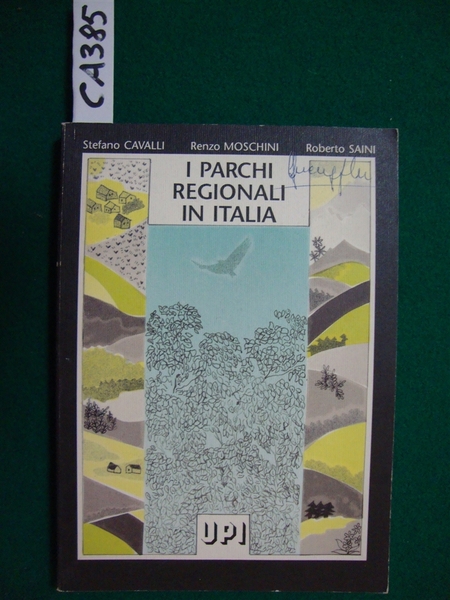 CA385
Stefano CAVALLI Renzo MOSCHINI Roberto SAINI
I PARCHI
REGIONALI
IN ITALIA
UPI